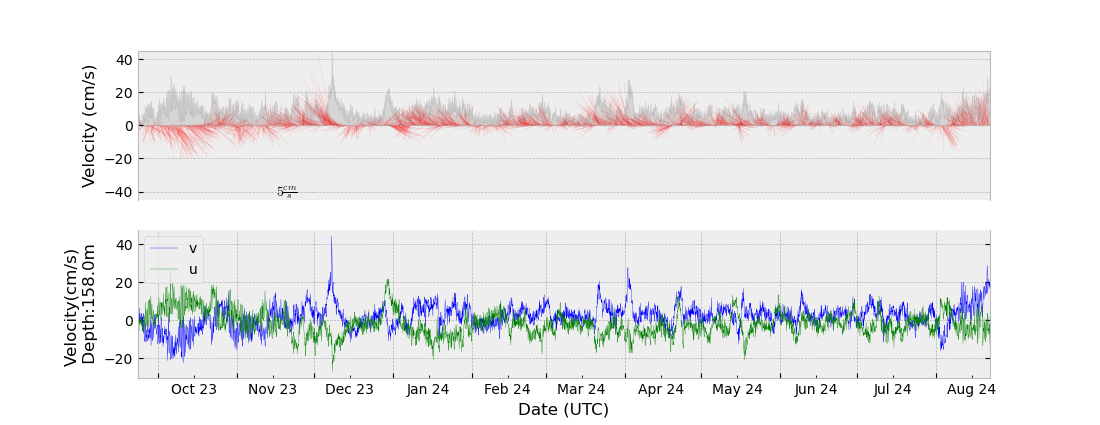 Velocity (cm/s)
40
20
0
−20
−40
5 cm/s
Velocity(cm/s)
Depth:158.0m
40
20
0
−20
v
u
Oct 23 Nov 23 Dec 23 Jan 24 Feb 24 Mar 24 Apr 24 May 24 Jun 24 Jul 24 Aug 24
Date (UTC)